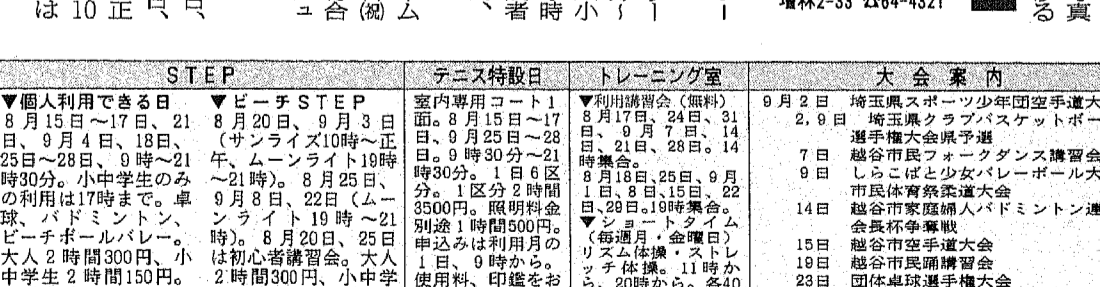 は10正
ュ合㈷ム
者時小
瑞林2-33 ☎64-4321
る真
STEP
▼個人利用できる日
8月15日～17日、21
日、9月4日、18日、
25日～28日、9時～21
時30分。小中学生のみ
の利用は17時まで。卓
球、バドミントン、
ビーチボールバレー。
大人2時間300円、小
中学生2時間150円。
▼ビーチSTEP
8月20日、9月3日
(サンライズ10時～正
午、ムーンライト19時
～21時)。8月25日、
9月8日、22日(ムー
ンライト19時～21
時)。8月20日、25日
は初心者講習会。大人
2時間300円、小中学
テニス特設日
室内専用コート1
面。8月15日～17
日、9月25日～28
日。9時30分～21
時30分。1日6区
分。1区分2時間
3500円。照明料金
別途1時間500円。
申込みは利用月の
1日、9時から。
使用料、印鑑をお
トレーニング室
▼利用講習会(無料)
8月17日、24日、31
日、9月7日、14
日、21日、28日。14
時集合。
8月18日、25日、9月
1日、8日、15日、22
日、29日。19時集合。
▼ショートタイム
(毎週月・金曜日)
リズム体操・ストレ
ッチ体操。11時か
ら、20時から。各40
大会案内
9月2日 埼玉県スポーツ少年団空手道大
2,9日 埼玉県クラブバスケットボー
選手権大会県予選
7日 越谷市民フォークダンス講習会
9日 しらこばと少女バレーボール大
市民体育祭柔道大会
14日 越谷市家庭婦人バドミントン連
会長杯争奪戦
15日 越谷市空手道大会
19日 越谷市民踊講習会
23日 団体卓球選手権大会